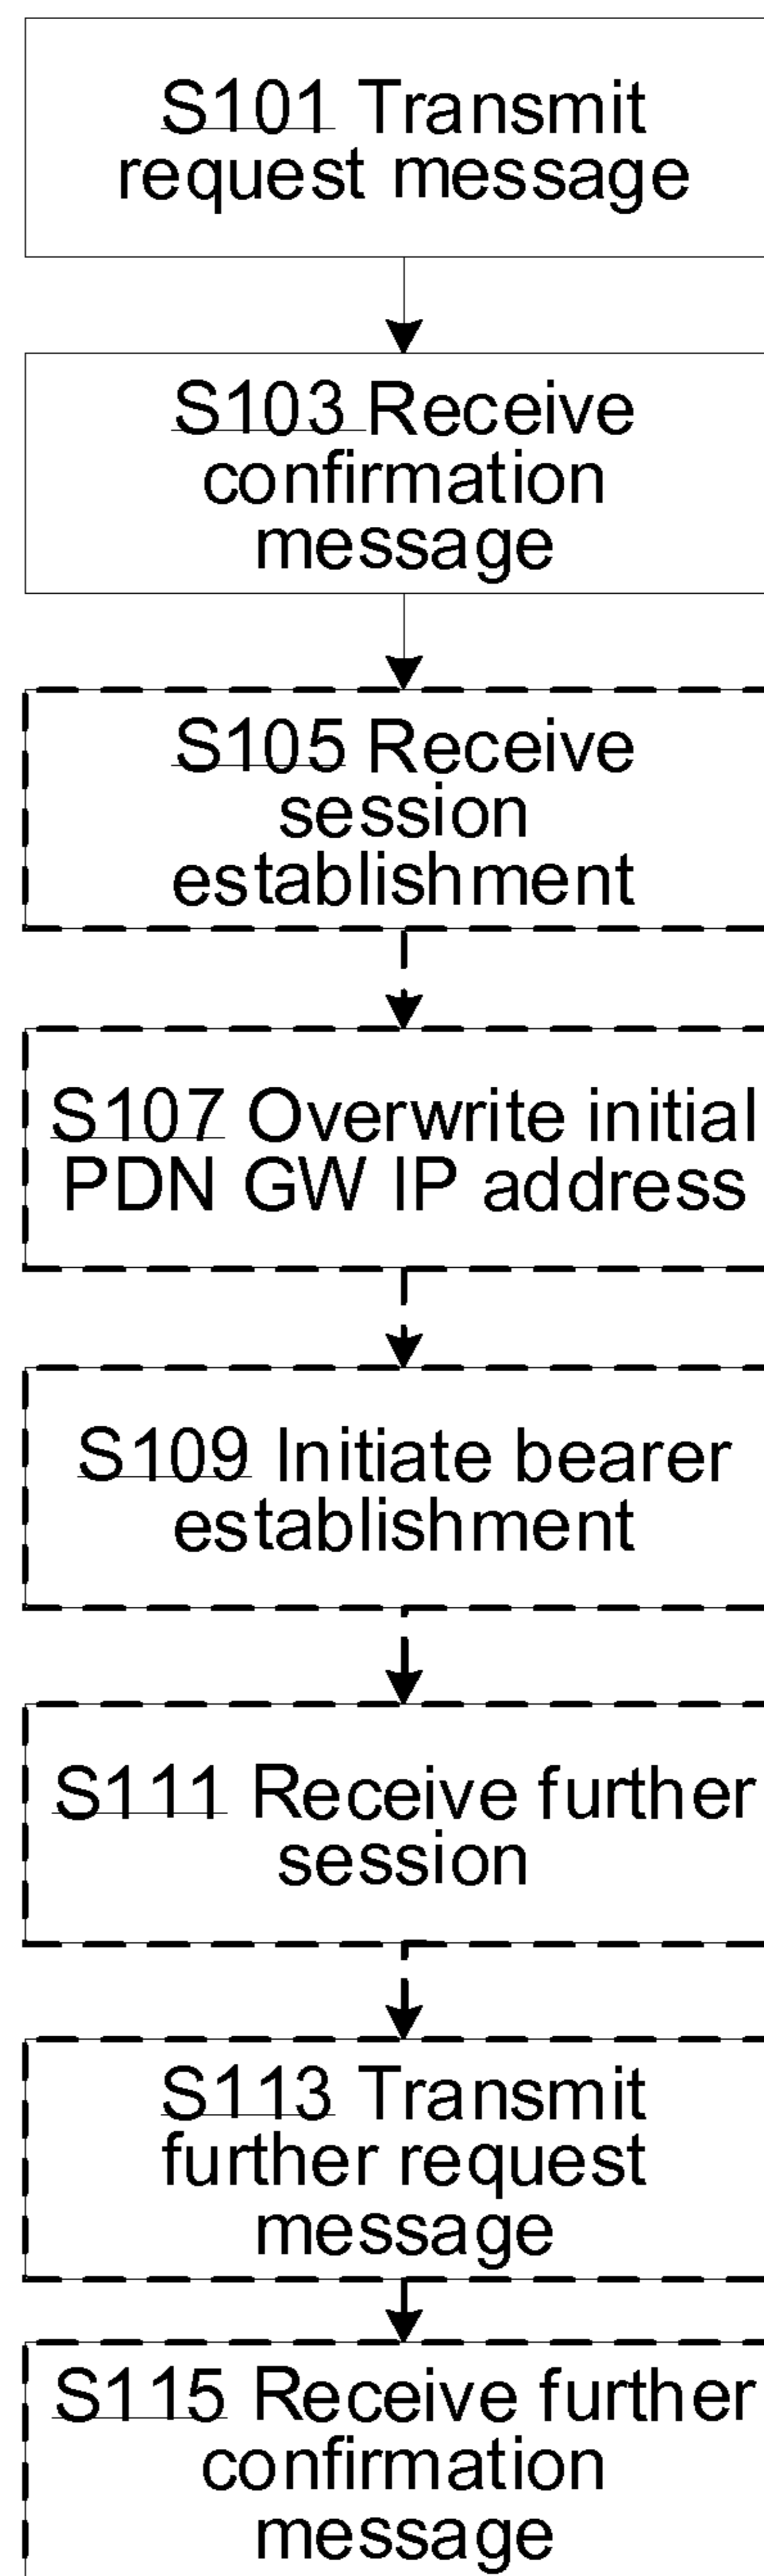 S101 Transmit
request message
S103 Receive
confirmation
message
S105 Receive
session
establishment
S107 Overwrite initial
PDN GW IP address
S109 Initiate bearer
establishment
S111 Receive further
session
S113 Transmit
further request
message
S115 Receive further
confirmation
message